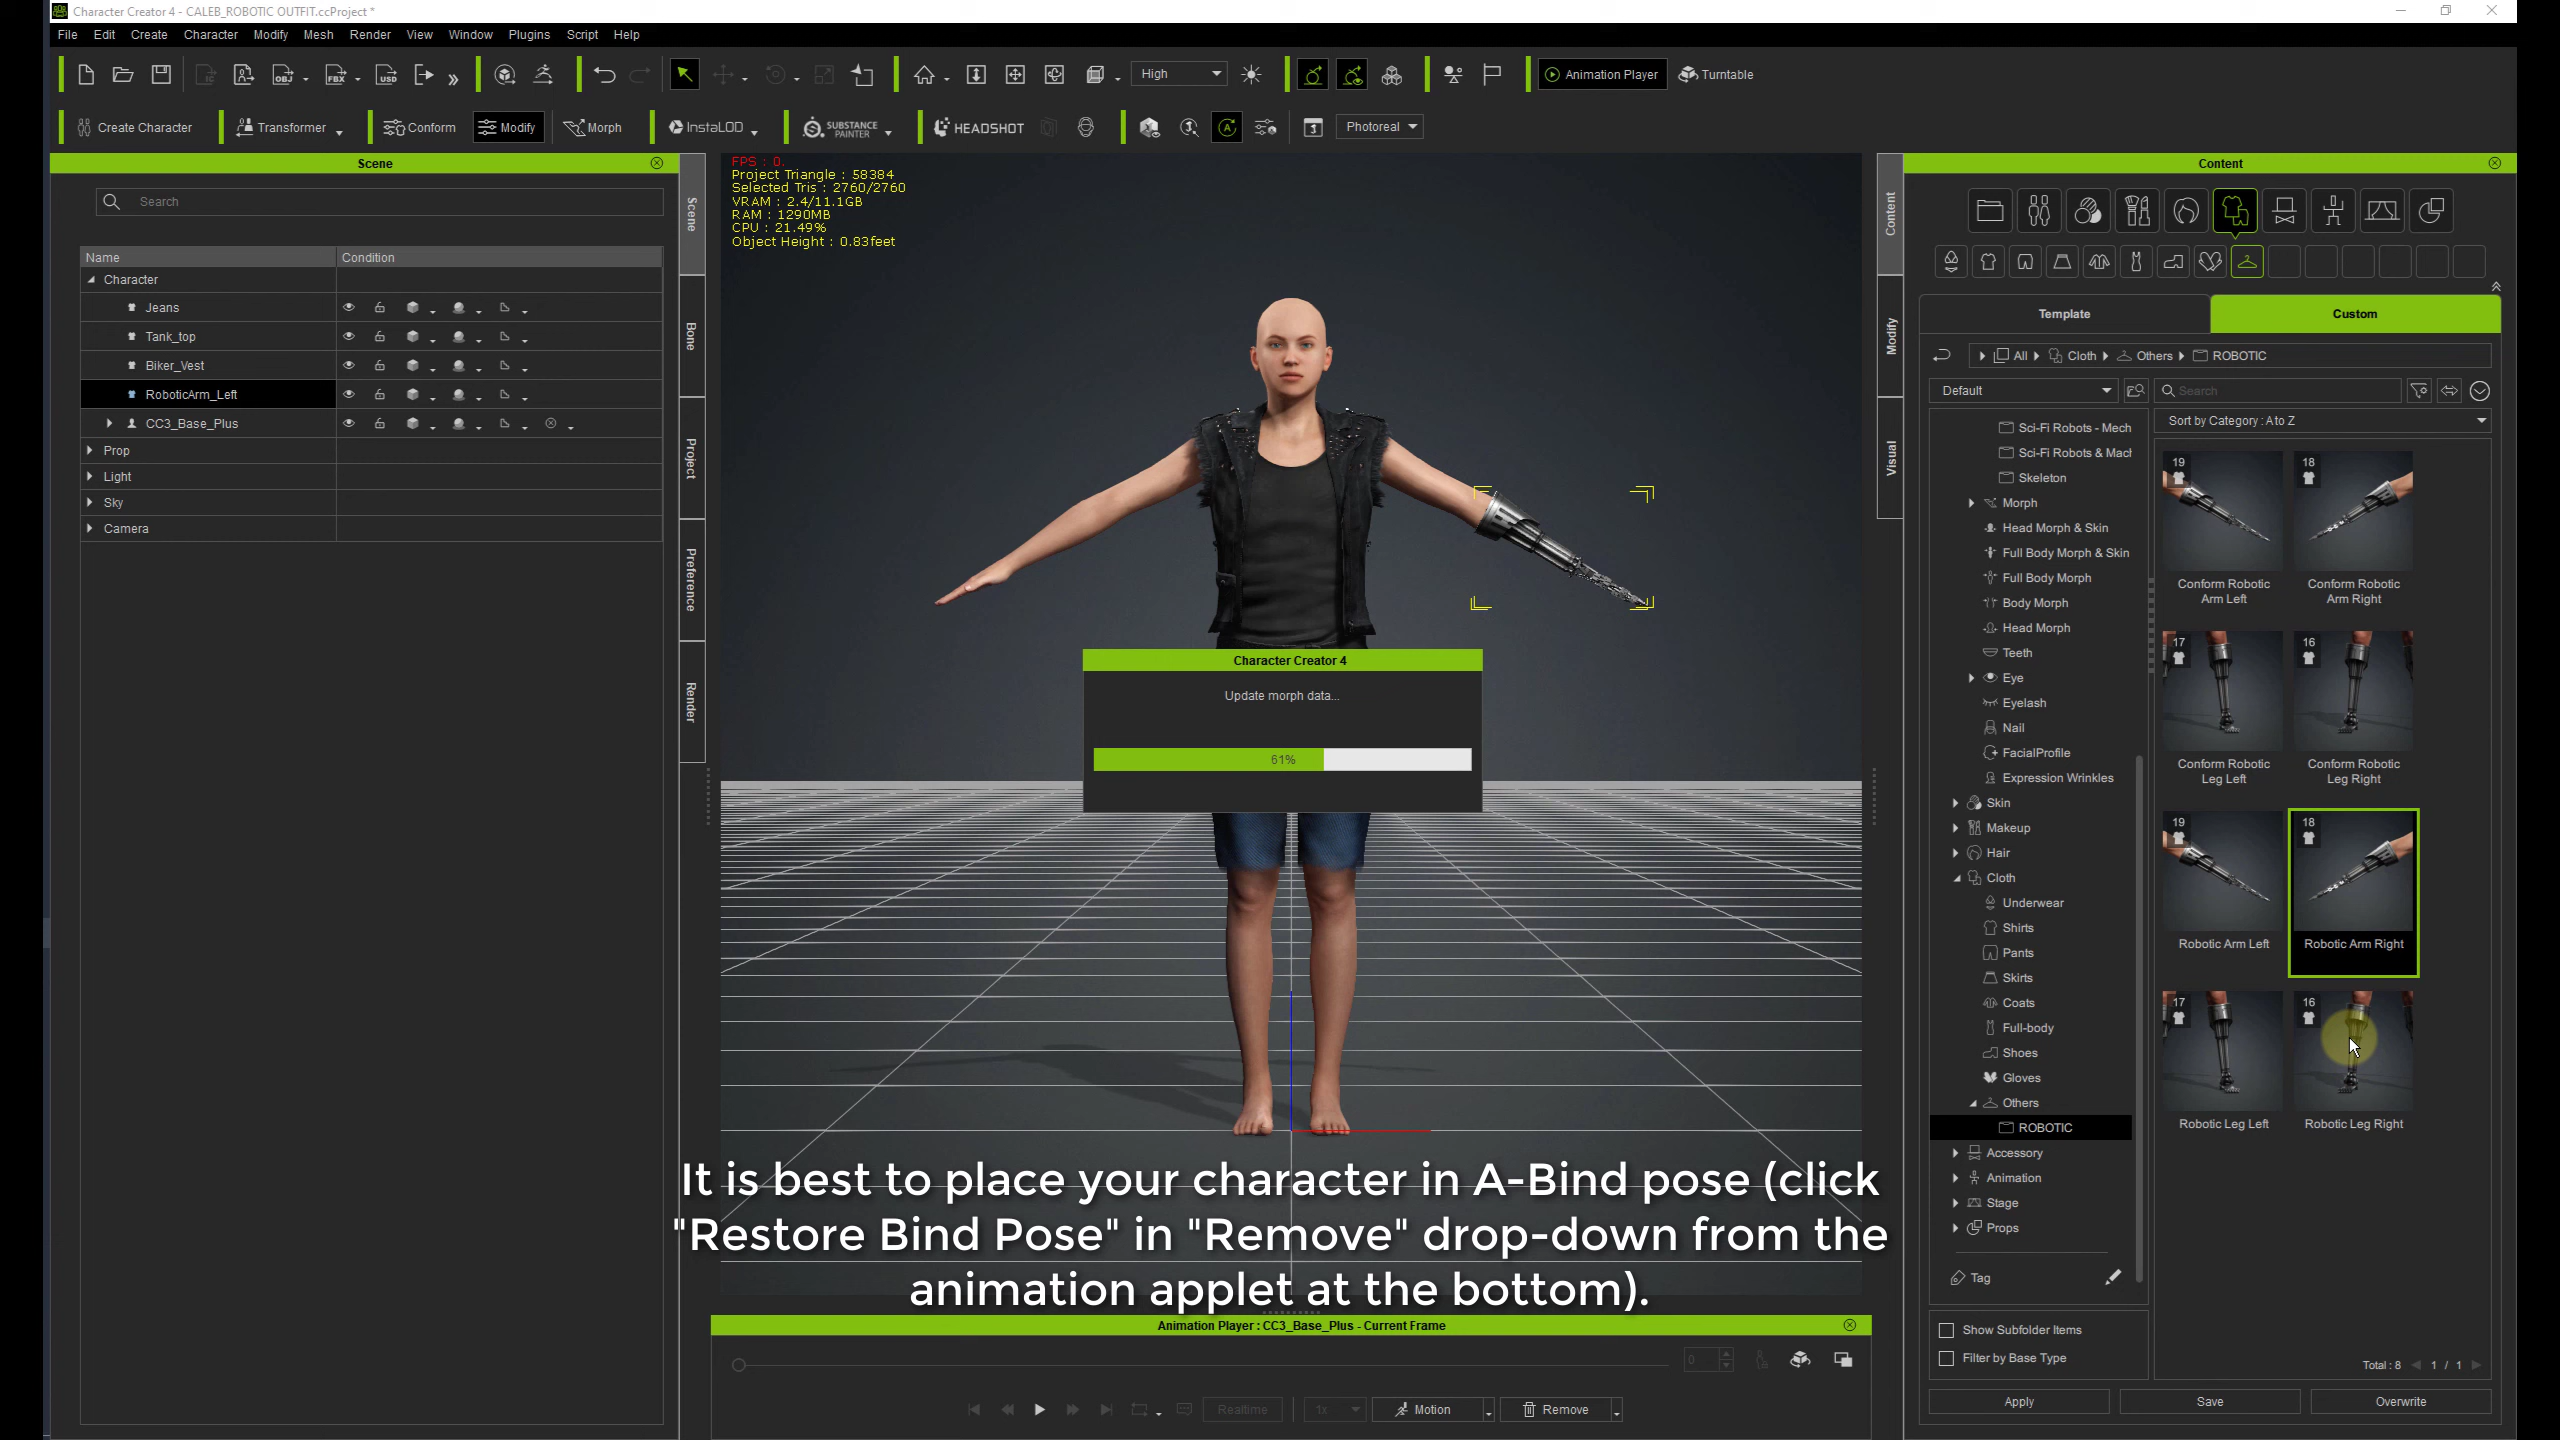 Character Creator 4 - CALEB_ROBOTIC OUTFIT.ccProject *
File Edit Create Character Modify Mesh Render View Window Plugins Script Help
High Animation Player Turntable
Create Character Transformer Conform Modify Morph InstaLOD SUBSTANCE PAINTER HEADSHOT Photoreal
Scene
Search
Name Condition
Character
Jeans
Tank_top
Biker_Vest
RoboticArm_Left
CC3_Base_Plus
Prop
Light
Sky
Camera
Scene
Bone
Project
Preference
Render
FPS : 0.
Project Triangle : 58384
Selected Tris : 2760/2760
VRAM : 2.4/11.1GB
RAM : 1290MB
CPU : 21.49%
Object Height : 0.83feet
Character Creator 4
Update morph data...
61%
It is best to place your character in A-Bind pose (click
"Restore Bind Pose" in "Remove" drop-down from the
animation applet at the bottom).
Animation Player : CC3_Base_Plus - Current Frame
0
Realtime 1x Motion Remove
Content
Modify
Visual
Content
Template Custom
All Cloth Others ROBOTIC
Default Search
Sort by Category : A to Z
Sci-Fi Robots - Mech
Sci-Fi Robots & Macl
Skeleton
Morph
Head Morph & Skin
Full Body Morph & Skin
Full Body Morph
Body Morph
Head Morph
Teeth
Eye
Eyelash
Nail
FacialProfile
Expression Wrinkles
Skin
Makeup
Hair
Cloth
Underwear
Shirts
Pants
Skirts
Coats
Full-body
Shoes
Gloves
Others
ROBOTIC
Accessory
Animation
Stage
Props
Tag
Show Subfolder Items
Filter by Base Type
19 18
Conform Robotic Arm Left
Conform Robotic Arm Right
17 16
Conform Robotic Leg Left
Conform Robotic Leg Right
19 18
Robotic Arm Left
Robotic Arm Right
17 16
Robotic Leg Left
Robotic Leg Right
Total : 8 1 / 1
Apply Save Overwrite